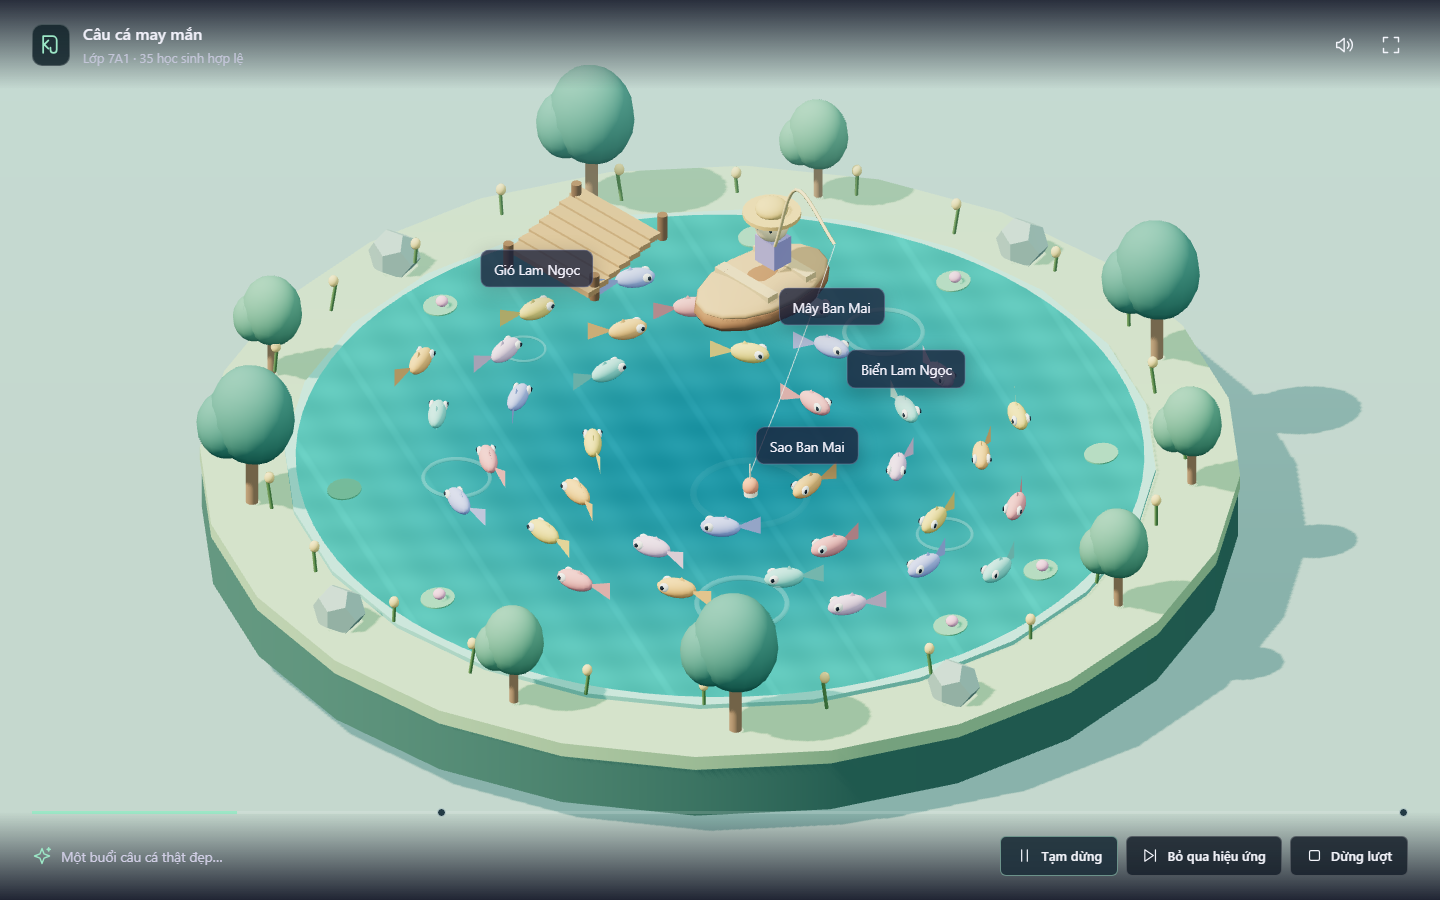 Câu cá may mắn
Lớp 7A1 · 35 học sinh hợp lệ
Gió Lam Ngọc
Mây Ban Mai
Biển Lam Ngọc
Sao Ban Mai
Một buổi câu cá thật đẹp...
Tạm dừng
Bỏ qua hiệu ứng
Dừng lượt